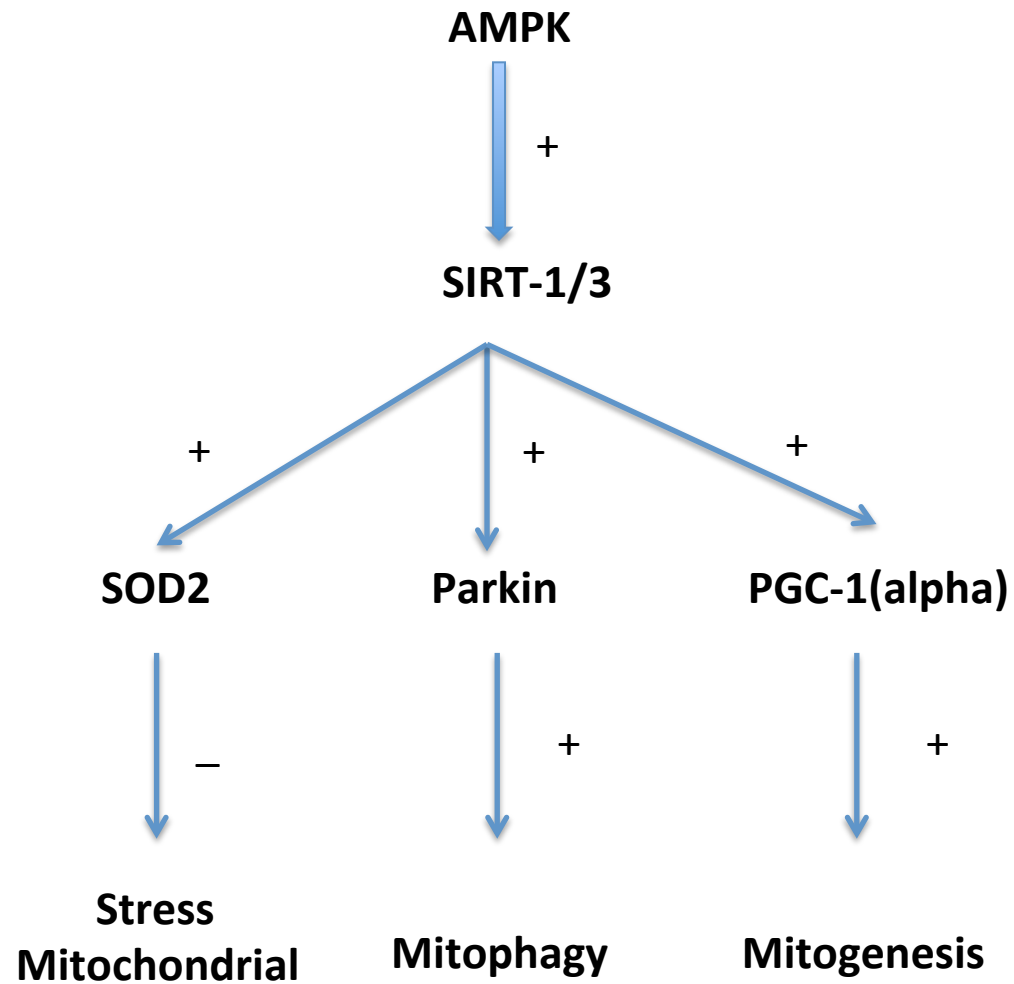 AMPK
+
SIRT-1/3
+
+
+
SOD2
Parkin
PGC-1(alpha)
–
+
+
Stress
Mitochondrial
Mitophagy
Mitogenesis